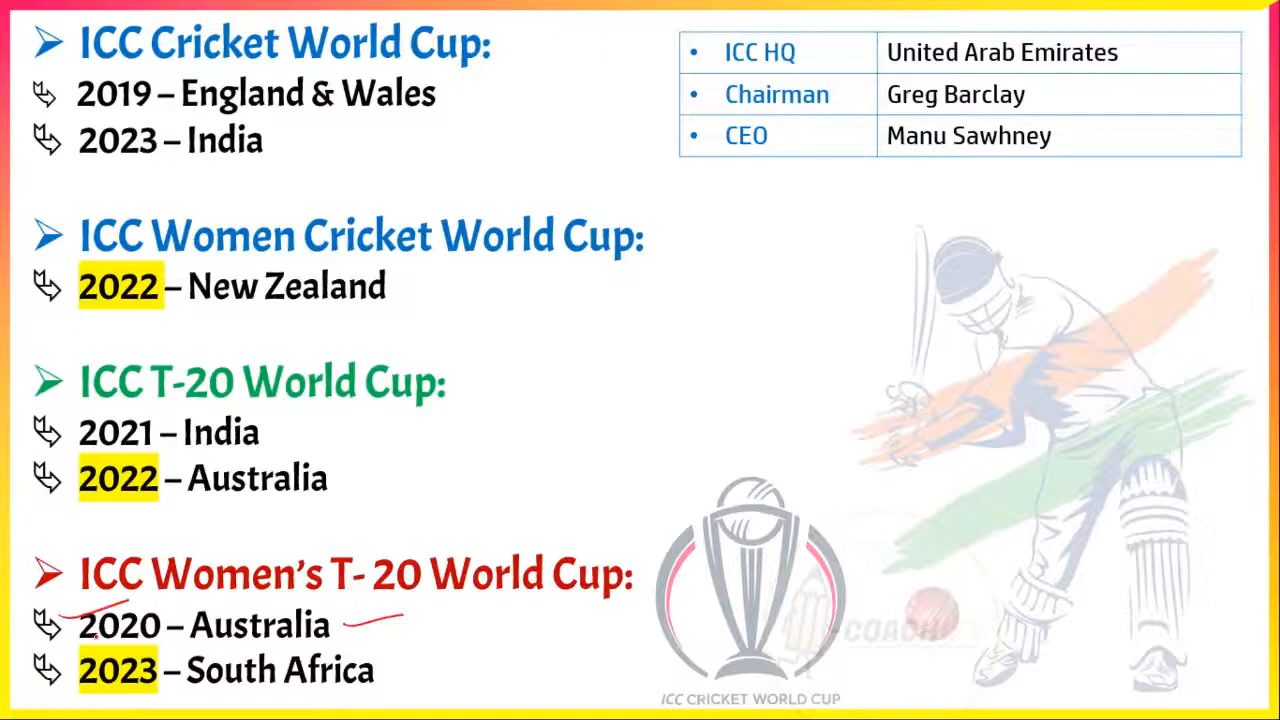 ICC Cricket World Cup:
2019 – England & Wales
2023 – India
• ICC HQ United Arab Emirates
• Chairman Greg Barclay
• CEO Manu Sawhney
ICC Women Cricket World Cup:
2022 – New Zealand
ICC T-20 World Cup:
2021 – India
2022 – Australia
ICC Women's T- 20 World Cup:
2020 – Australia
2023 – South Africa
-COACH
ICC CRICKET WORLD CUP